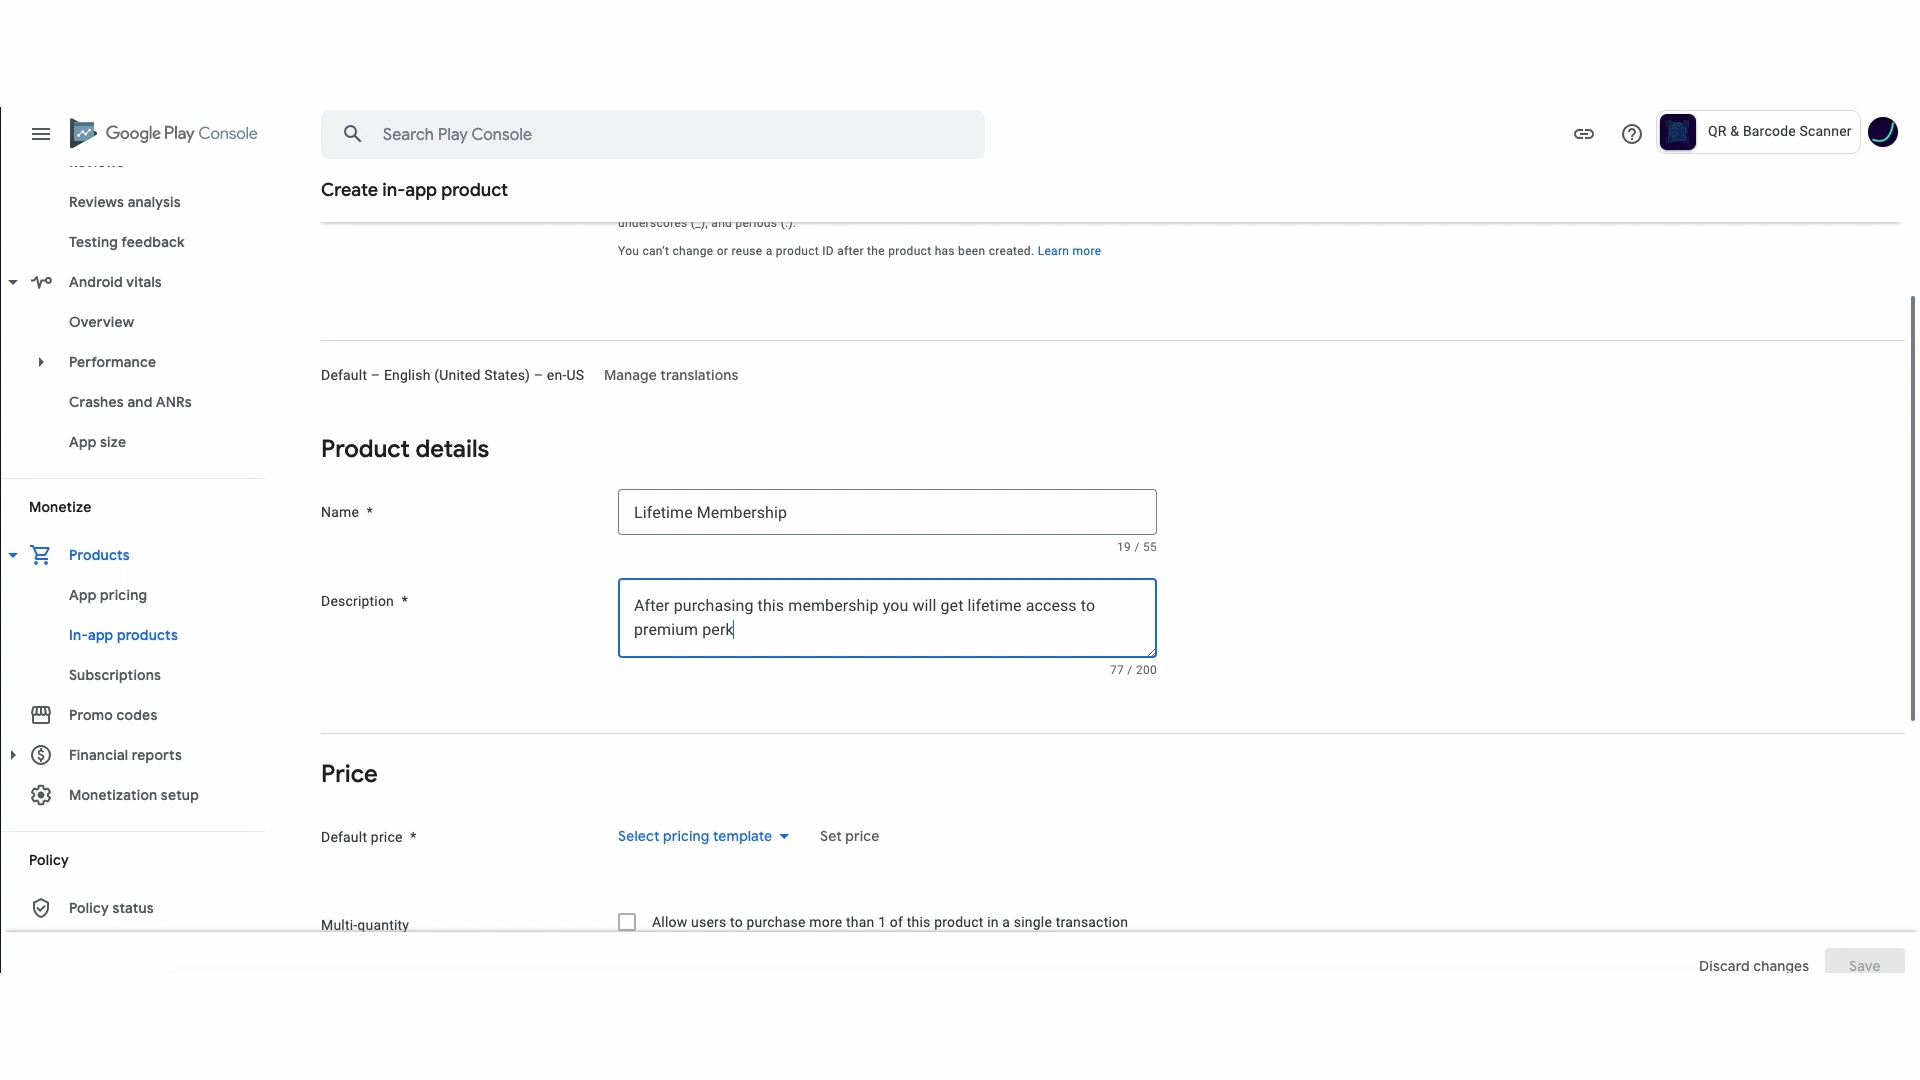 Google Play Console
Search Play Console
QR & Barcode Scanner
Reviews analysis
Testing feedback
Android vitals
Overview
Performance
Crashes and ANRs
App size
Monetize
Products
App pricing
In-app products
Subscriptions
Promo codes
Financial reports
Monetization setup
Policy
Policy status
Create in-app product
underscores (_), and periods (.).
You can't change or reuse a product ID after the product has been created. Learn more
Default – English (United States) – en-US Manage translations
Product details
Name *
Lifetime Membership
19 / 55
Description *
After purchasing this membership you will get lifetime access to
premium perk
77 / 200
Price
Default price *
Select pricing template
Set price
Multi-quantity
Allow users to purchase more than 1 of this product in a single transaction
Discard changes
Save